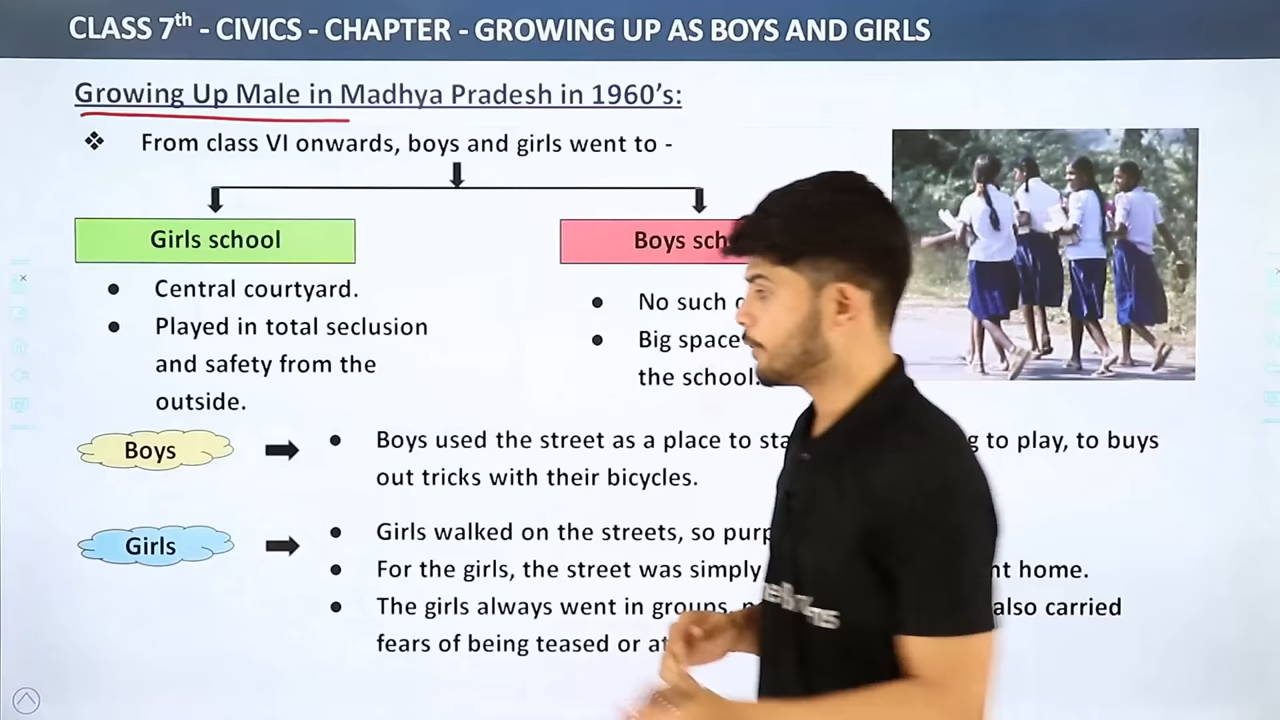 CLASS 7th - CIVICS - CHAPTER - GROWING UP AS BOYS AND GIRLS
Growing Up Male in Madhya Pradesh in 1960's:
From class VI onwards, boys and girls went to -
Girls school
Boys
Central courtyard.
Played in total seclusion
and safety from the
outside.
No such
Big space
the school.
Boys
Boys used the street as a place to to play, to buys
out tricks with their bicycles.
Girls
Girls walked on the streets, so
For the girls, the street was simply home.
The girls always went in groups, also carried
fears of being teased or